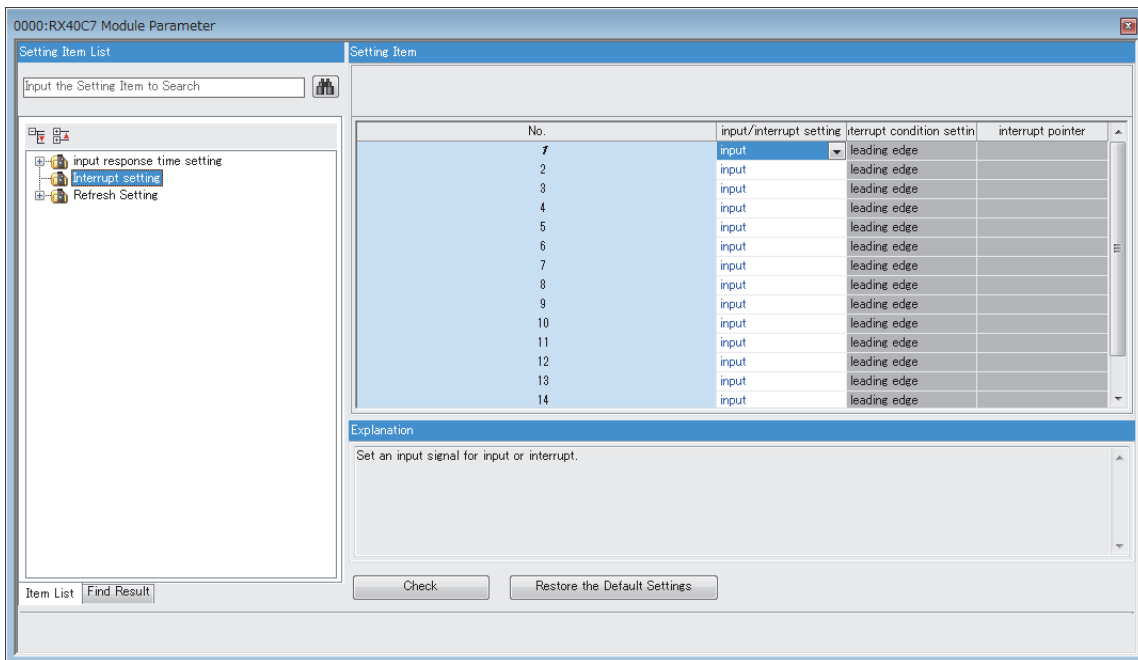 0000:RX40C7 Module Parameter
Setting Item List
Input the Setting Item to Search
input response time setting
Interrupt setting
Refresh Setting
Item List Find Result
Setting Item
No. input/interrupt setting terrupt condition settin interrupt pointer
1 input leading edge
2 input leading edge
3 input leading edge
4 input leading edge
5 input leading edge
6 input leading edge
7 input leading edge
8 input leading edge
9 input leading edge
10 input leading edge
11 input leading edge
12 input leading edge
13 input leading edge
14 input leading edge
Explanation
Set an input signal for input or interrupt.
Check Restore the Default Settings